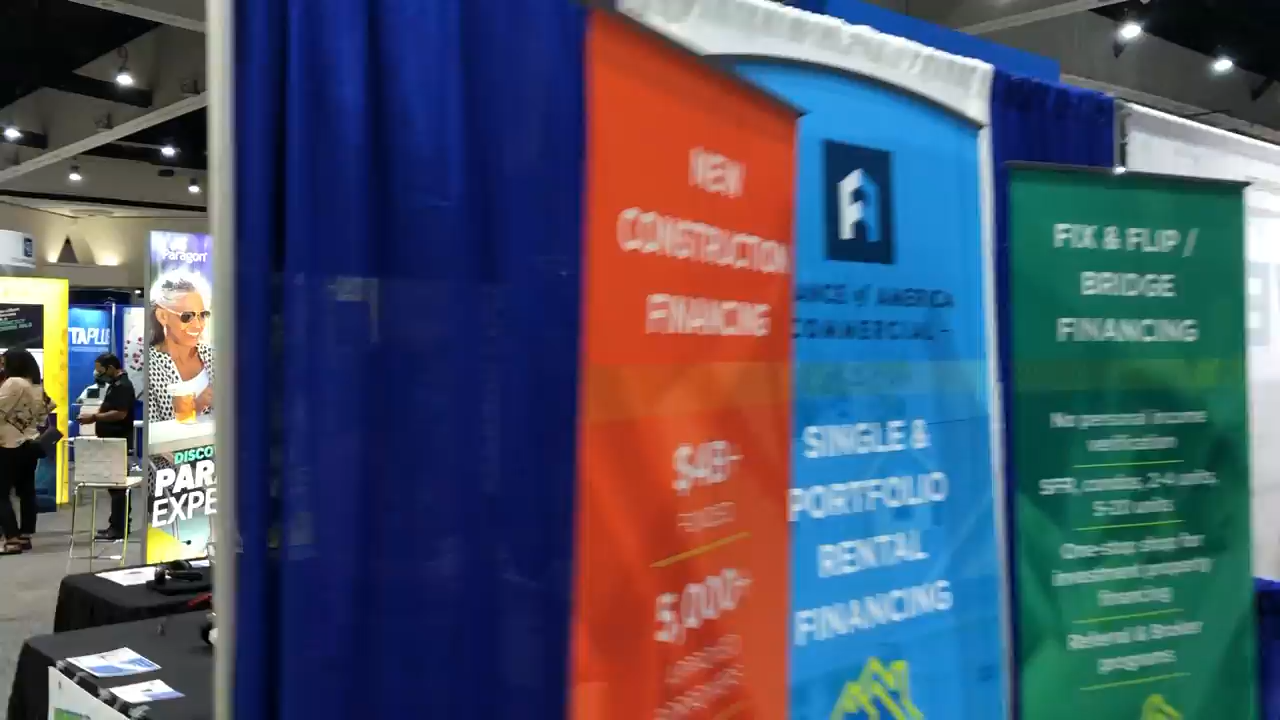 Paragon
TAPLU
DISCO
PAR
EXPE
NEW
CONSTRUCTION
FINANCING
$4B+
5,000+
ANCE of AMERICA
COMMERCIAL
SINGLE &
PORTFOLIO
RENTAL
FINANCING
FIX & FLIP /
BRIDGE
FINANCING
No personal income
verification
SFR, condos, 2-4 units,
5-20 units
One-stop shop for
investment property
financing
Referral & Broker
programs